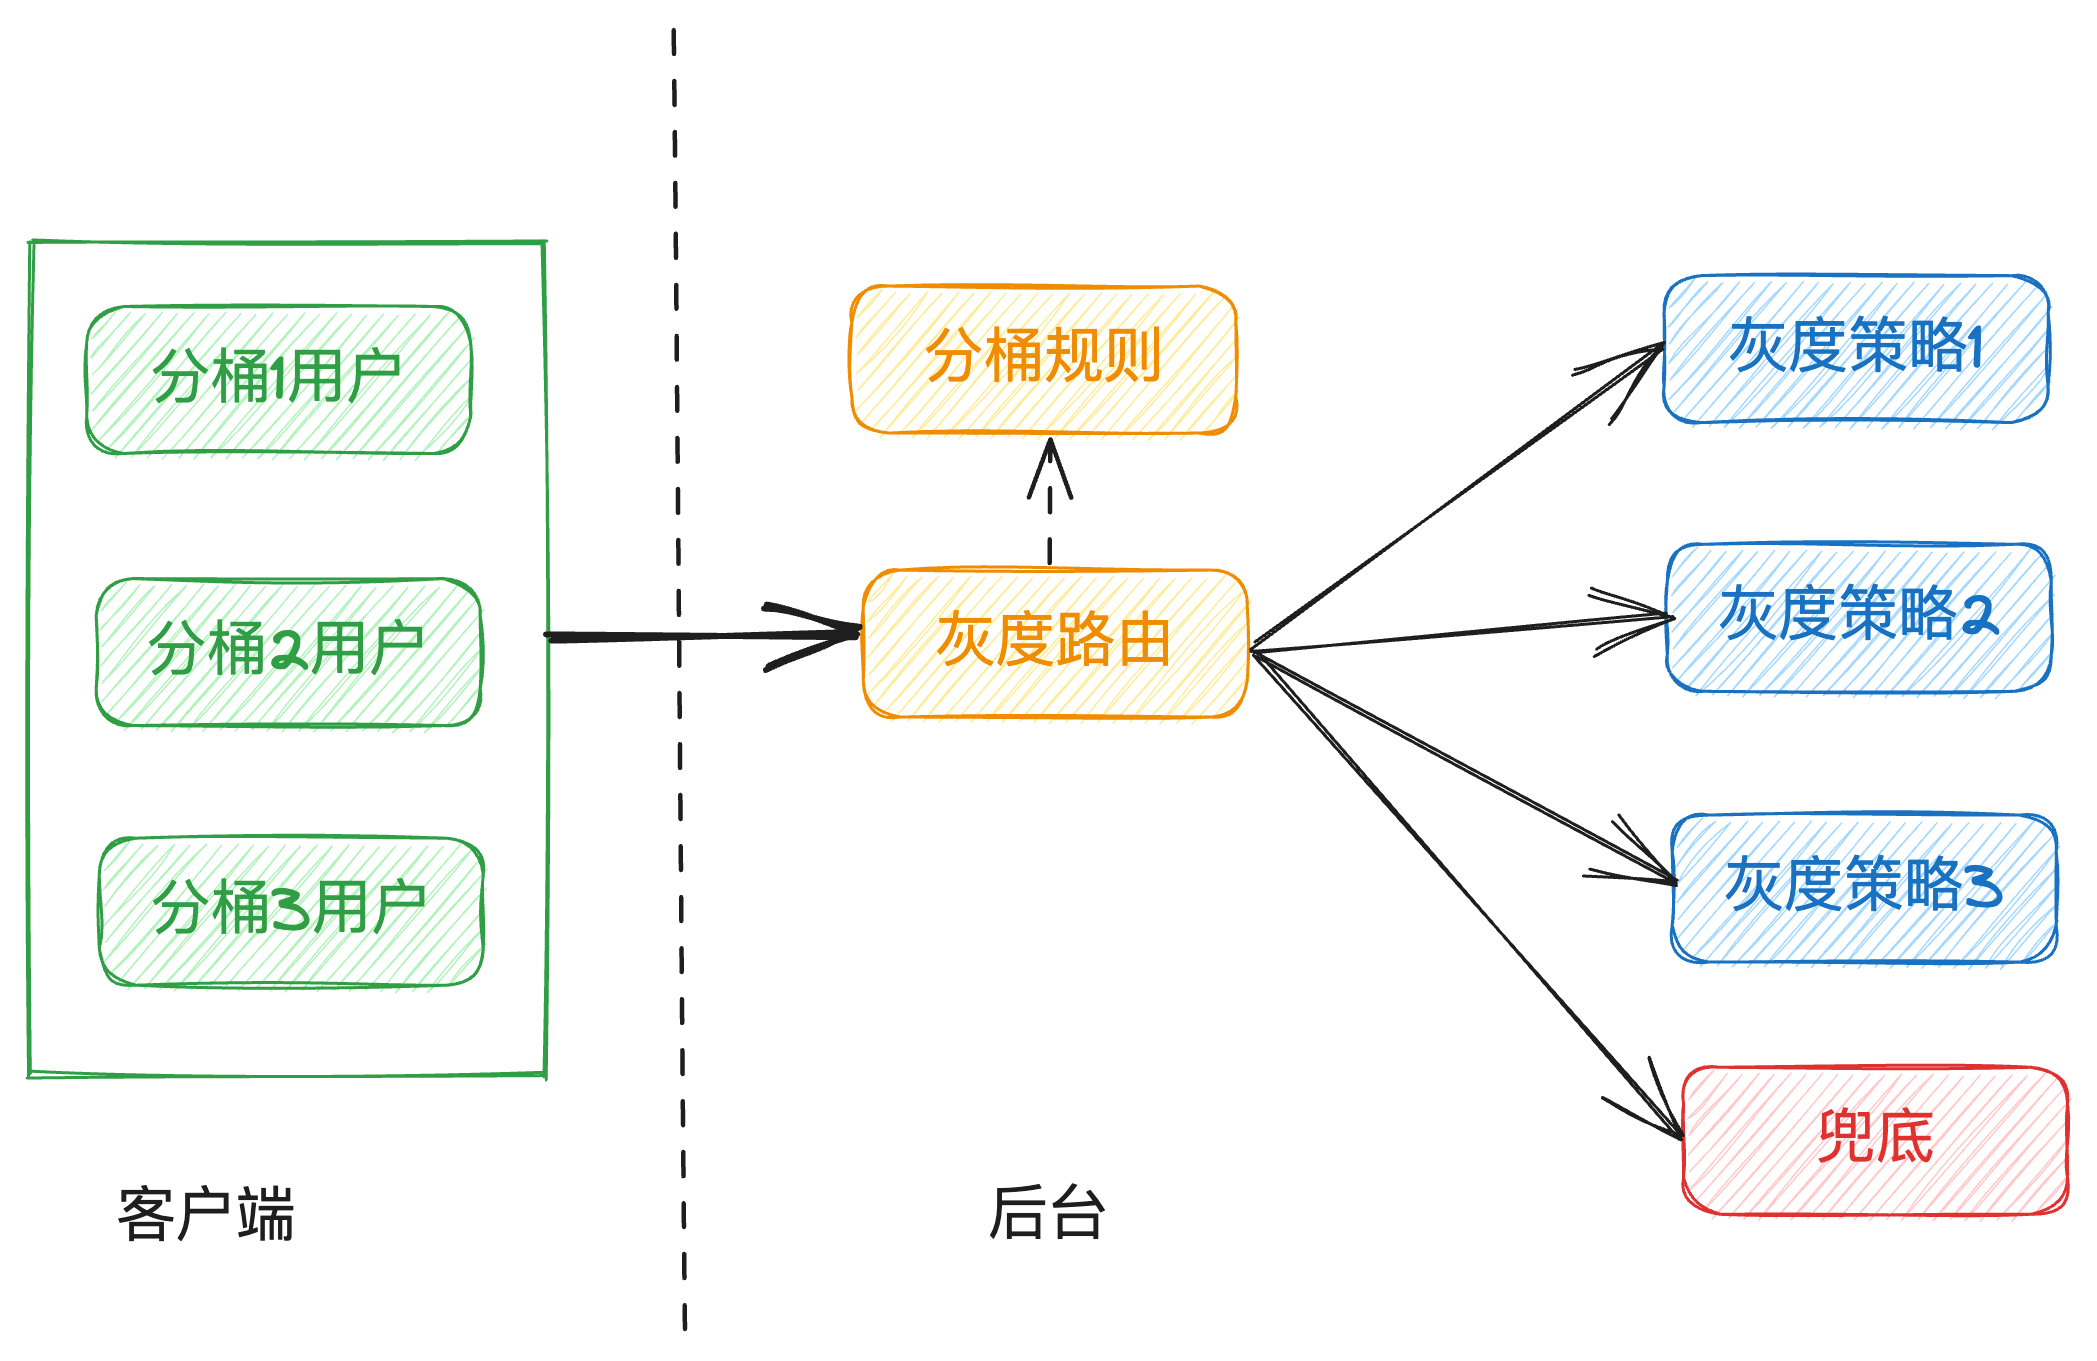 分桶1用户
分桶2用户
分桶3用户
客户端
分桶规则
灰度路由
后台
灰度策略1
灰度策略2
灰度策略3
兜底